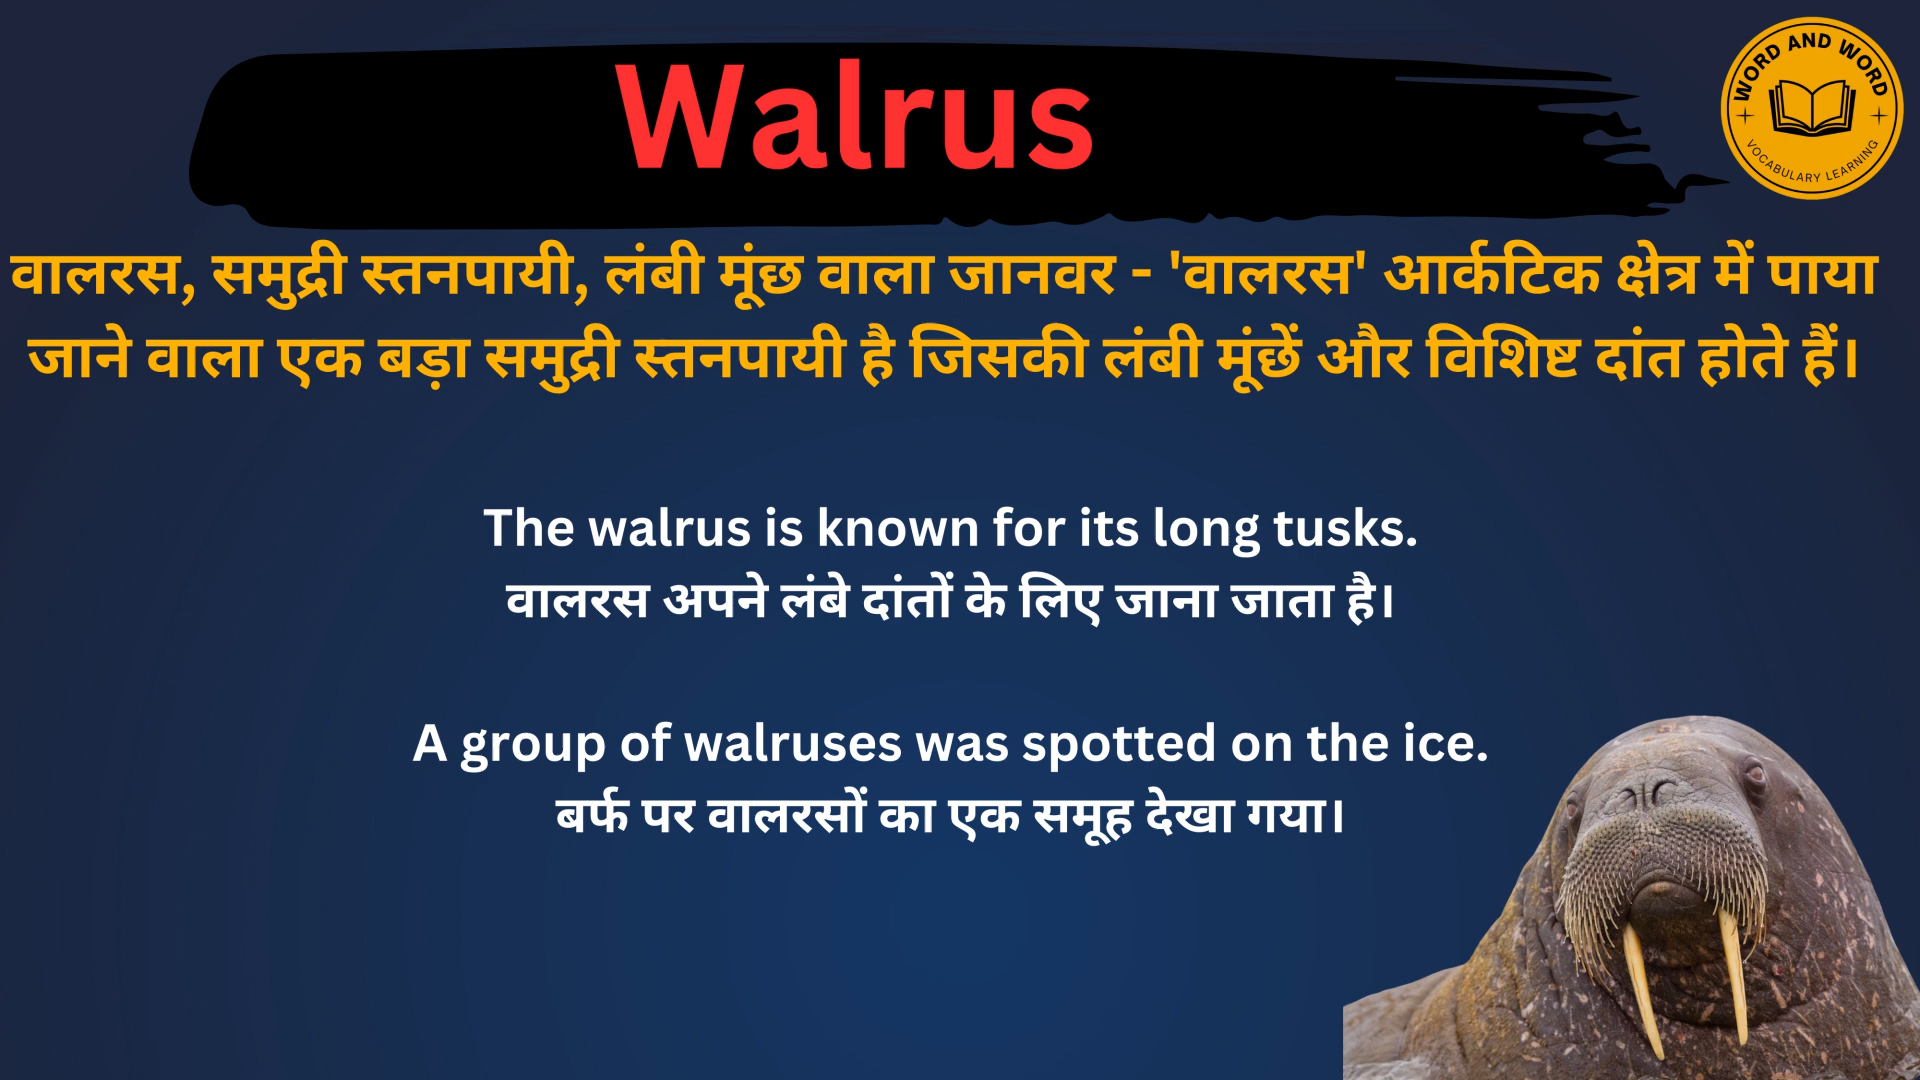 Walrus
WORD AND WORD
VOCABULARY LEARNING
वालरस, समुद्री स्तनपायी, लंबी मूंछ वाला जानवर - 'वालरस' आर्कटिक क्षेत्र में पाया
जाने वाला एक बड़ा समुद्री स्तनपायी है जिसकी लंबी मूंछें और विशिष्ट दांत होते हैं।
The walrus is known for its long tusks.
वालरस अपने लंबे दांतों के लिए जाना जाता है।
A group of walruses was spotted on the ice.
बर्फ पर वालरसों का एक समूह देखा गया।